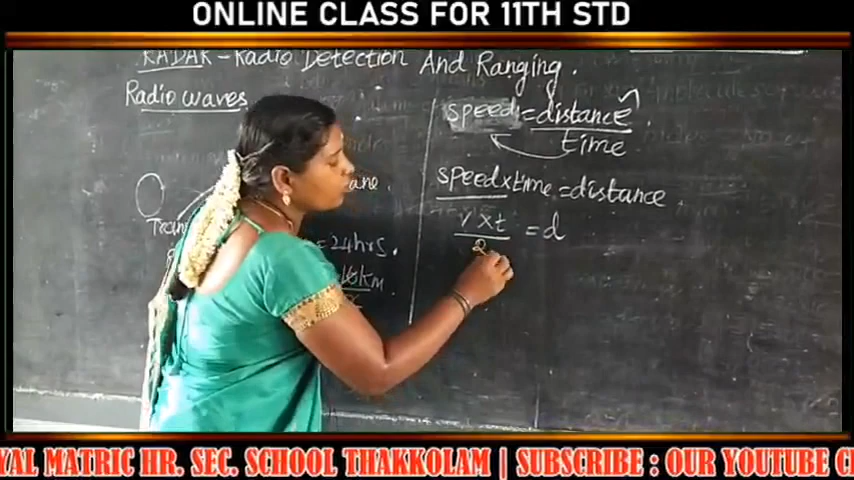 ONLINE CLASS FOR 11TH STD
RADAR - Radio Detection And Ranging.
Radio waves
speed = distance
time
speed x time = distance
v x t = d
2
= 24hrs.
km
YAL MATRIC HR. SEC. SCHOOL THAKKOLAM | SUBSCRIBE : OUR YOUTUBE C